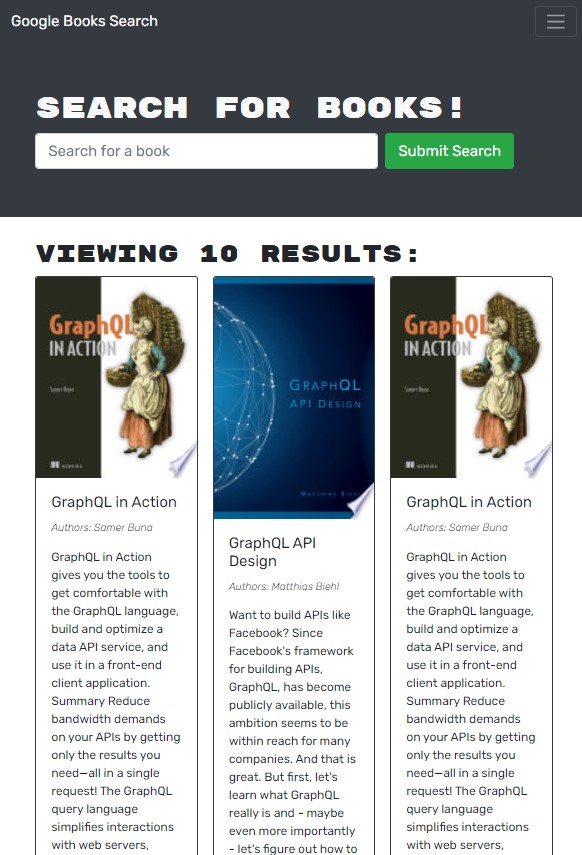 Google Books Search
SEARCH FOR BOOKS!
Search for a book
Submit Search
VIEWING 10 RESULTS:
GraphQL
IN ACTION
Samer Buna
MANNING
GraphQL in Action
Authors: Samer Buna
GraphQL in Action
gives you the tools to
get comfortable with
the GraphQL language,
build and optimize a
data API service, and
use it in a front-end
client application.
Summary Reduce
bandwidth demands
on your APIs by getting
only the results you
need—all in a single
request! The GraphQL
query language
simplifies interactions
with web servers,
GRAPHQL
API DESIGN
MATTHIAS BIEHL
GraphQL API
Design
Authors: Matthias Biehl
Want to build APIs like
Facebook? Since
Facebook's framework
for building APIs,
GraphQL, has become
publicly available, this
ambition seems to be
within reach for many
companies. And that is
great. But first, let's
learn what GraphQL
really is and - maybe
even more importantly
- let's figure out how to
GraphQL
IN ACTION
Samer Buna
MANNING
GraphQL in Action
Authors: Samer Buna
GraphQL in Action
gives you the tools to
get comfortable with
the GraphQL language,
build and optimize a
data API service, and
use it in a front-end
client application.
Summary Reduce
bandwidth demands
on your APIs by getting
only the results you
need—all in a single
request! The GraphQL
query language
simplifies interactions
with web servers,